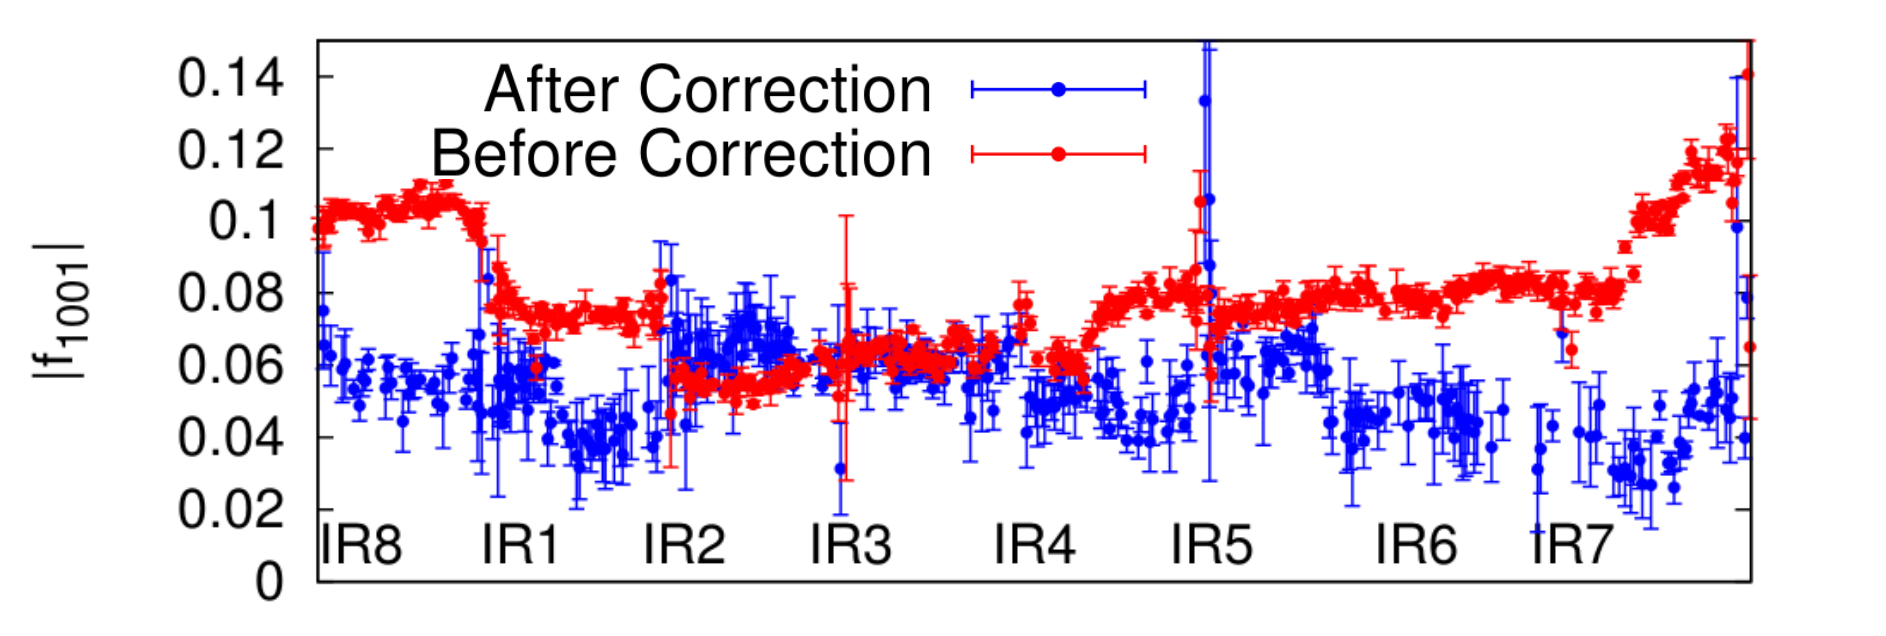 0.14
After Correction
0.12
Before Correction
0.1
|f1001|
0.08
0.06
0.04
0.02
IR8 IR1 IR2 IR3 IR4 IR5 IR6 IR7
0